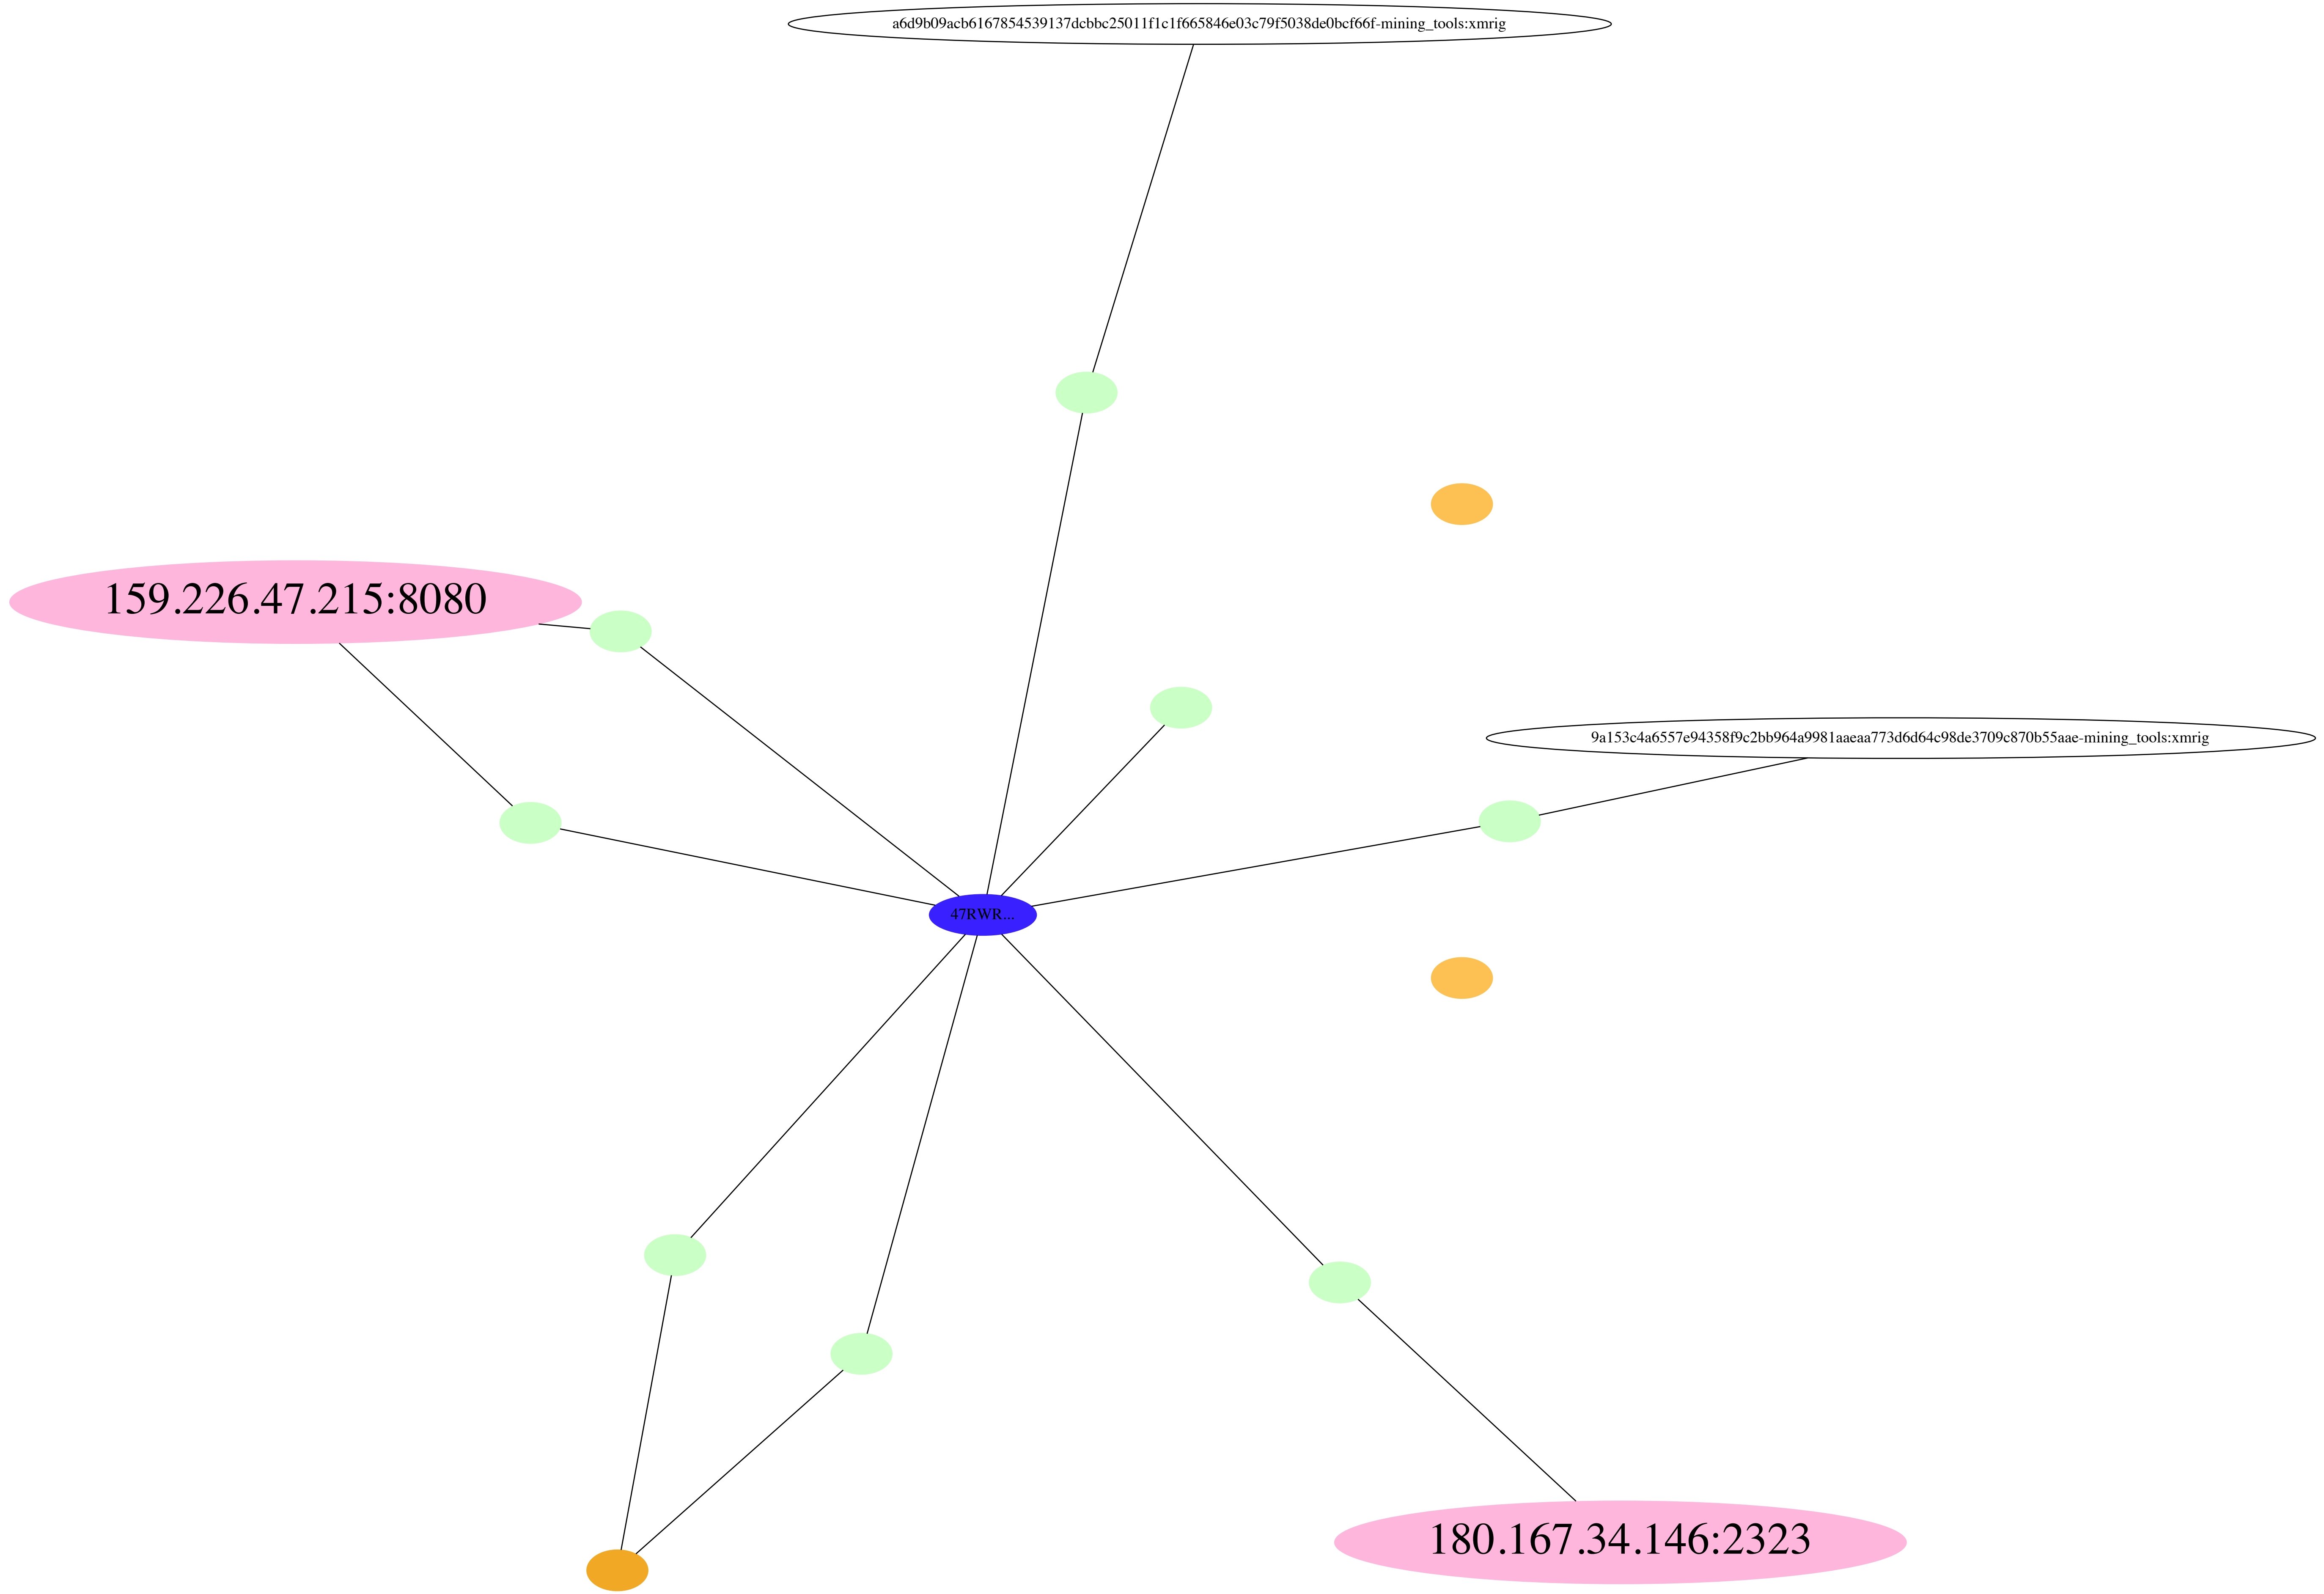 a6d9b09acb6167854539137dcbbc25011f1c1f665846e03c79f5038de0bcf66f-mining_tools:xmrig
159.226.47.215:8080
9a153c4a6557e94358f9c2bb964a9981aaeaa773d6d64c98de3709c870b55aae-mining_tools:xmrig
47RWR...
180.167.34.146:2323